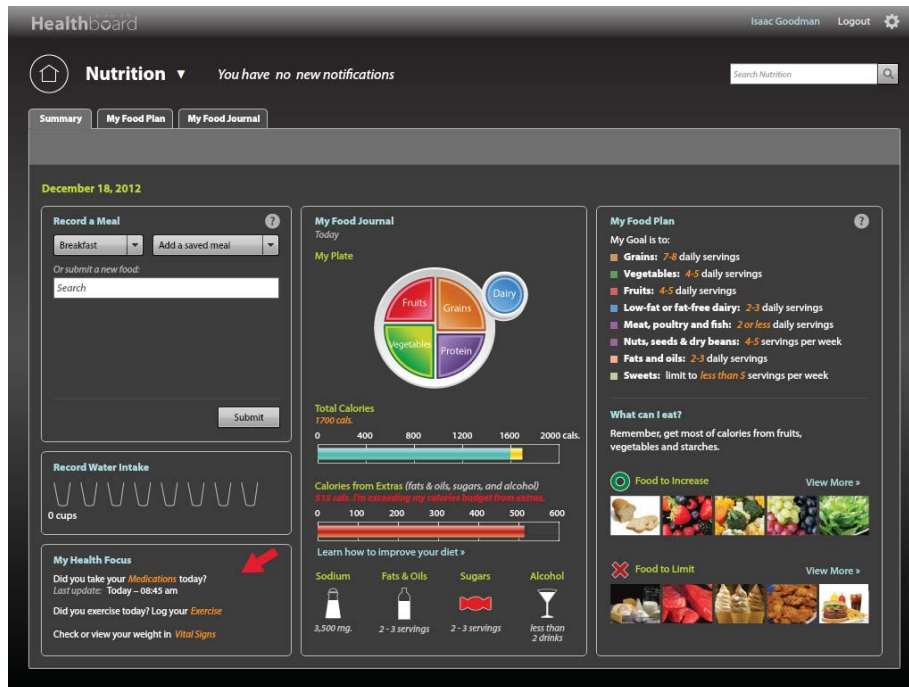 Healthboard
Isaac Goodman Logout
Nutrition
You have no new notifications
Search Nutrition
Summary
My Food Plan
My Food Journal
December 18, 2012
Record a Meal
?
Breakfast
Add a saved meal
Or submit a new food:
Search
Submit
Record Water Intake
0 cups
My Health Focus
Did you take your Medications today?
Last update: Today – 08:45 am
Did you exercise today? Log your Exercise
Check or view your weight in Vital Signs
My Food Journal
Today
My Plate
Fruits
Grains
Dairy
Vegetables
Protein
Total Calories
1700 cals.
0 400 800 1200 1600 2000 cals.
Calories from Extras (fats & oils, sugars, and alcohol)
515 cals. I'm exceeding my calories budget from extras.
0 100 200 300 400 500 600
Learn how to improve your diet »
Sodium Fats & Oils Sugars Alcohol
3,500 mg. 2 - 3 servings 2 - 3 servings less than
2 drinks
My Food Plan
?
My Goal is to:
Grains: 7-8 daily servings
Vegetables: 4-5 daily servings
Fruits: 4-5 daily servings
Low-fat or fat-free dairy: 2-3 daily servings
Meat, poultry and fish: 2 or less daily servings
Nuts, seeds & dry beans: 4-5 servings per week
Fats and oils: 2-3 daily servings
Sweets: limit to less than 5 servings per week
What can I eat?
Remember, get most of calories from fruits,
vegetables and starches.
Food to Increase
View More »
Food to Limit
View More »